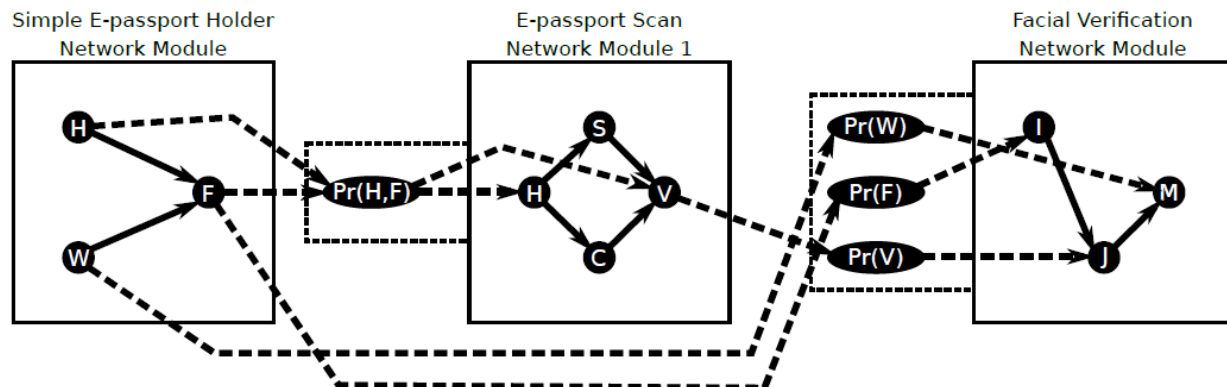 Simple E-passport Holder
Network Module
E-passport Scan
Network Module 1
Facial Verification
Network Module
H
F
W
Pr(H,F)
S
H
V
C
Pr(W)
Pr(F)
Pr(V)
I
M
J